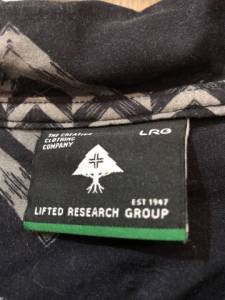 THE CREATIVE
CLOTHING
COMPANY
LRG
EST 1947
LIFTED RESEARCH GROUP